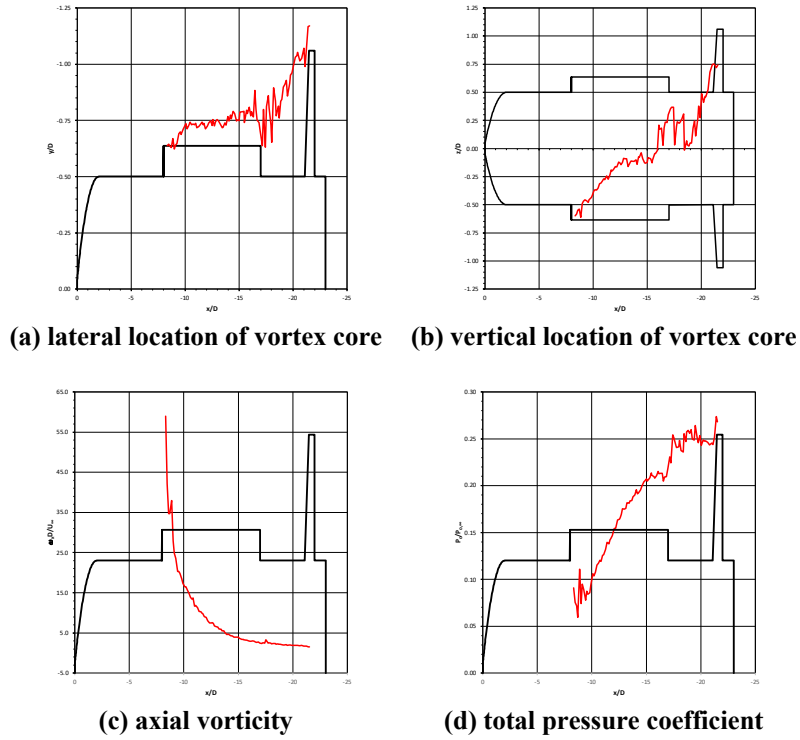 -1.25
-1.00
-0.75
-0.50
-0.25
0.00
y/D
0 -5 -10 -15 -20 -25
x/D
1.25
1.00
0.75
0.50
0.25
0.00
-0.25
-0.50
-0.75
-1.00
-1.25
z/D
0 -5 -10 -15 -20 -25
x/D
(a) lateral location of vortex core
(b) vertical location of vortex core
65.0
55.0
45.0
35.0
25.0
15.0
5.0
-5.0
D/U∞
0 -5 -10 -15 -20 -25
x/D
0.30
0.25
0.20
0.15
0.10
0.05
0.00
0 -5 -10 -15 -20 -25
x/D
(c) axial vorticity
(d) total pressure coefficient